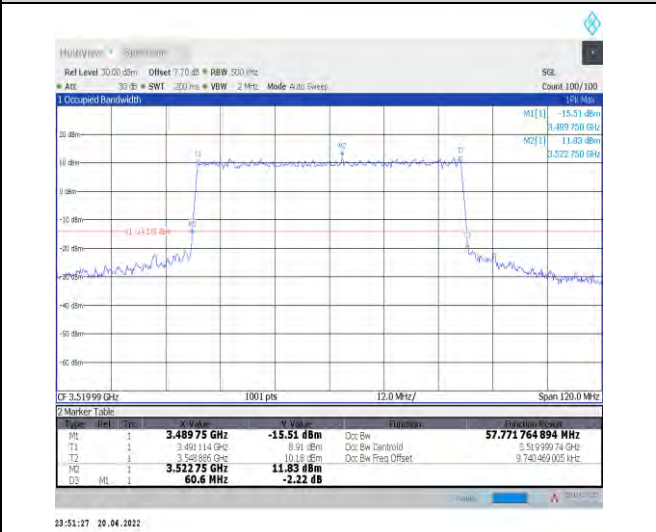 MultiView Spectrum
Ref Level 30.00 dBm Offset 7.70 dB RBW 500 kHz SGL
Att 30 dB SWT 200 ms VBW 2 MHz Mode Auto Sweep Count 100/100
1 Occupied Bandwidth 1Pk Max
M1[1] -15.51 dBm
3.489 750 GHz
M2[1] 11.83 dBm
3.522 750 GHz
20 dBm
10 dBm
0 dBm
-10 dBm
-20 dBm
-30 dBm
-40 dBm
-50 dBm
-60 dBm
T1
M2
T2
M1
CF 3.51999 GHz 1001 pts 12.0 MHz/ Span 120.0 MHz
2 Marker Table
Type Ref Trc X-Value Y-Value Function Function Result
M1 1 3.489 75 GHz -15.51 dBm Occ Bw 57.771 764 894 MHz
T1 1 3.491 114 GHz 8.91 dBm Occ Bw Centroid 3.519 999 74 GHz
T2 1 3.548 886 GHz 10.18 dBm Occ Bw Freq Offset 9.740 469 005 kHz
M2 1 3.522 75 GHz 11.83 dBm
D3 M1 1 60.6 MHz -2.22 dB
23:51:27 20.04.2022